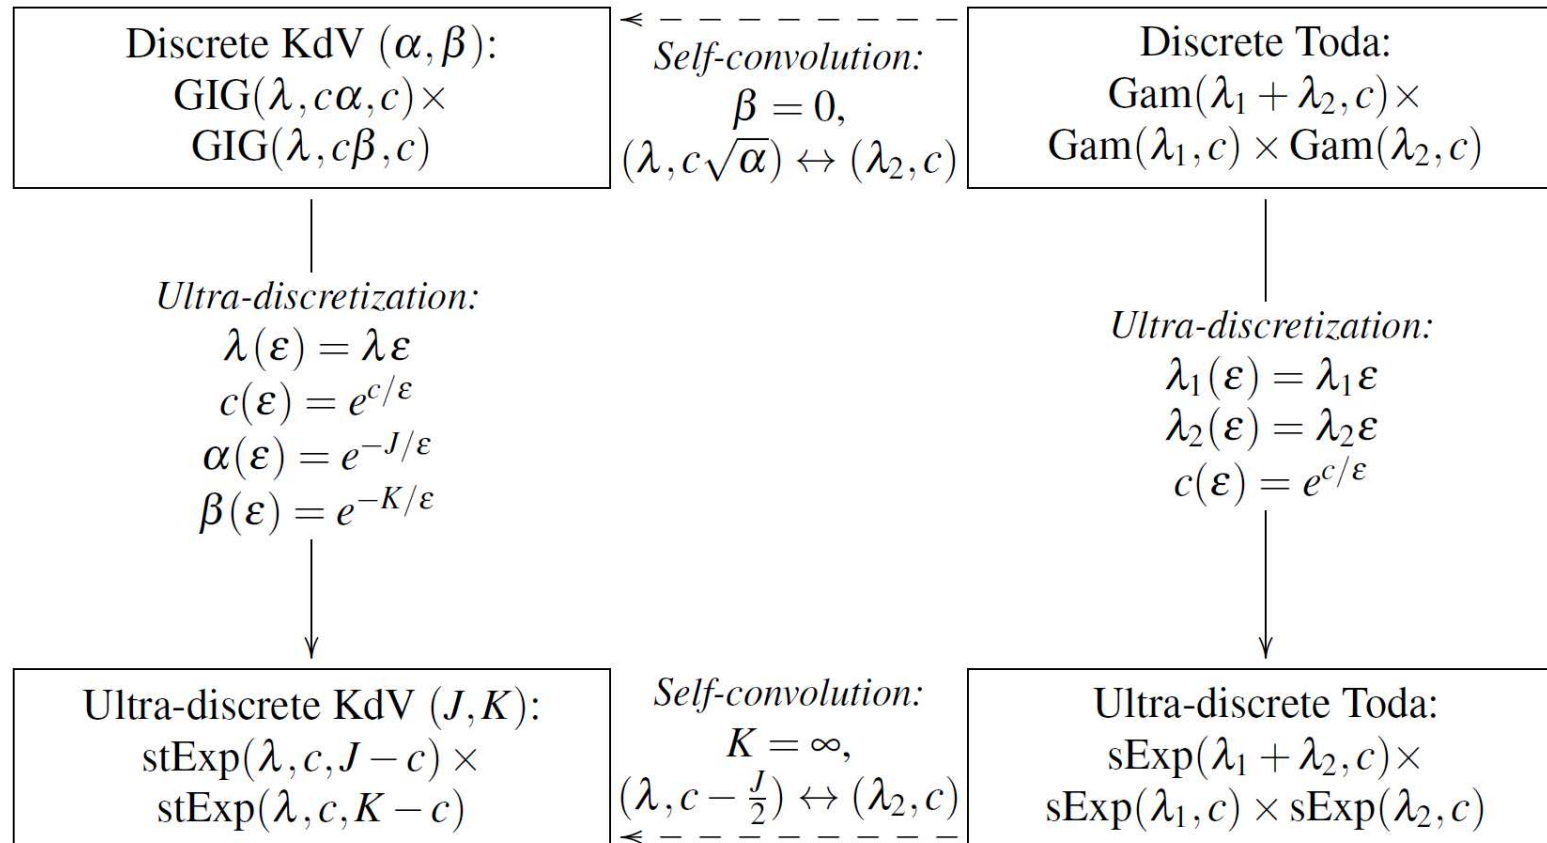 Discrete KdV (α, β):
GIG(λ, cα, c)×
GIG(λ, cβ, c)
Self-convolution:
β = 0,
(λ, c√α) ↔ (λ₂, c)
Discrete Toda:
Gam(λ₁ + λ₂, c)×
Gam(λ₁, c) × Gam(λ₂, c)
Ultra-discretization:
λ(ε) = λε
c(ε) = e^{c/ε}
α(ε) = e^{−J/ε}
β(ε) = e^{−K/ε}
Ultra-discretization:
λ₁(ε) = λ₁ε
λ₂(ε) = λ₂ε
c(ε) = e^{c/ε}
Ultra-discrete KdV (J, K):
stExp(λ, c, J − c) ×
stExp(λ, c, K − c)
Self-convolution:
K = ∞,
(λ, c − J/2) ↔ (λ₂, c)
Ultra-discrete Toda:
sExp(λ₁ + λ₂, c)×
sExp(λ₁, c) × sExp(λ₂, c)